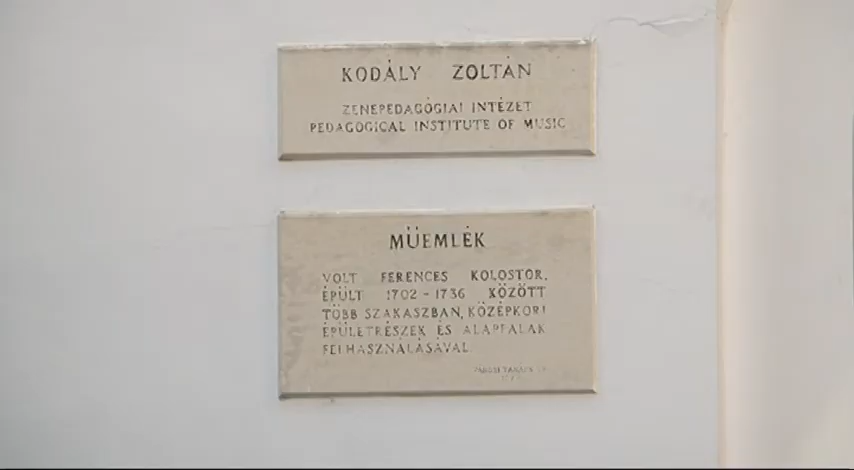 KODÁLY ZOLTÁN
ZENEPEDAGÓGIAI INTÉZET
PEDAGOGICAL INSTITUTE OF MUSIC
MŰEMLÉK
VOLT FERENCES KOLOSTOR.
ÉPÜLT 1702 - 1736 KÖZÖTT
TÖBB SZAKASZBAN, KÖZÉPKORI
ÉPÜLETRÉSZEK ÉS ALAPFALAK
FELHASZNÁLÁSÁVAL.